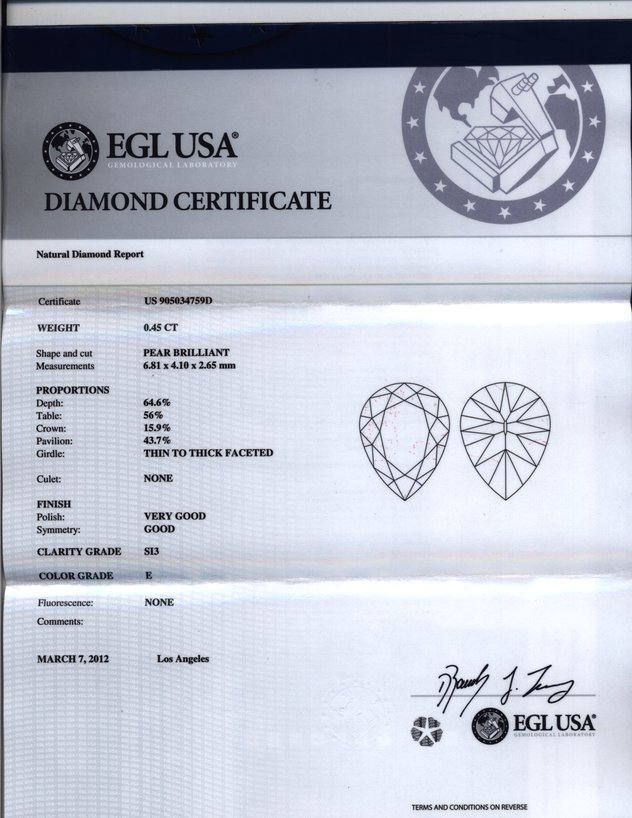 EGL USA®
GEMOLOGICAL LABORATORY
DIAMOND CERTIFICATE
Natural Diamond Report
Certificate US 905034759D
WEIGHT 0.45 CT
Shape and cut PEAR BRILLIANT
Measurements 6.81 x 4.10 x 2.65 mm
PROPORTIONS
Depth: 64.6%
Table: 56%
Crown: 15.9%
Pavilion: 43.7%
Girdle: THIN TO THICK FACETED
Culet: NONE
FINISH
Polish: VERY GOOD
Symmetry: GOOD
CLARITY GRADE SI3
COLOR GRADE E
Fluorescence: NONE
Comments:
MARCH 7, 2012 Los Angeles
EGL USA®
GEMOLOGICAL LABORATORY
TERMS AND CONDITIONS ON REVERSE